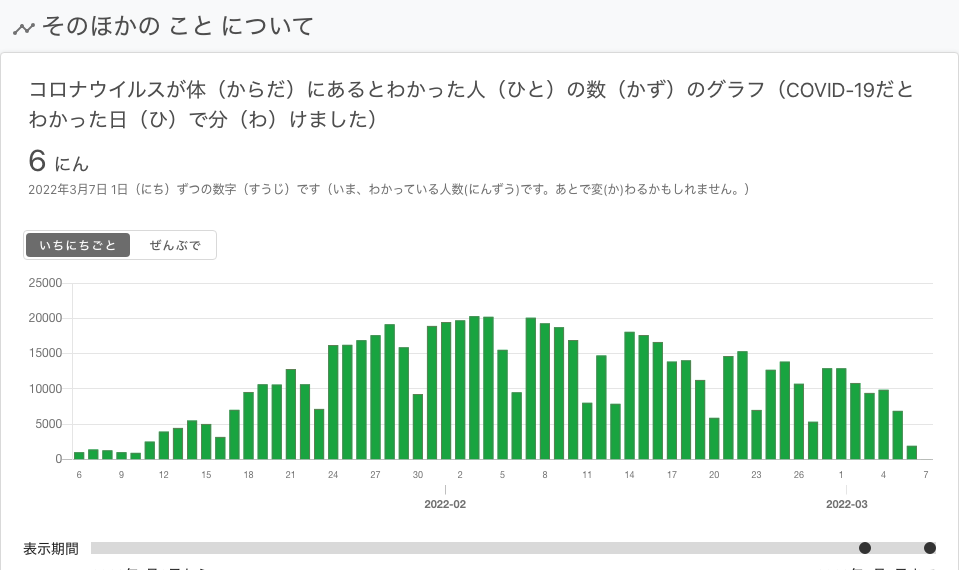 そのほかの こと について
コロナウイルスが体（からだ）にあるとわかった人（ひと）の数（かず）のグラフ（COVID-19だと
わかった日（ひ）で分（わ）けました）
6 にん
2022年3月7日 1日（にち）ずつの数字（すうじ）です（いま、わかっている人数(にんずう)です。あとで変(か)わるかもしれません。）
いちにちごと ぜんぶで
25000
20000
15000
10000
5000
0
6 9 12 15 18 21 24 27 30 2 5 8 11 14 17 20 23 26 1 4 7
2022-02 2022-03
表示期間